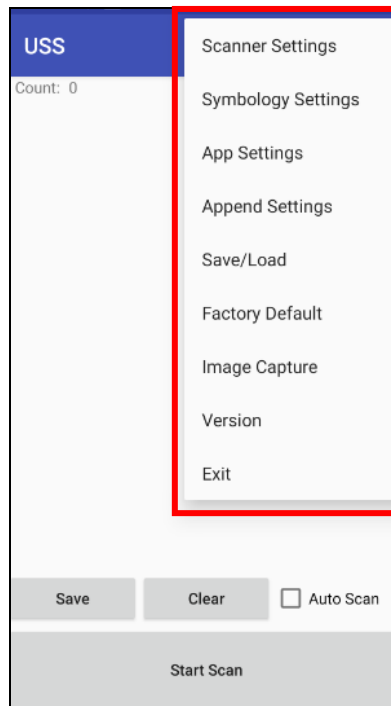 USS
Count: 0
Scanner Settings
Symbology Settings
App Settings
Append Settings
Save/Load
Factory Default
Image Capture
Version
Exit
Save
Clear
Auto Scan
Start Scan